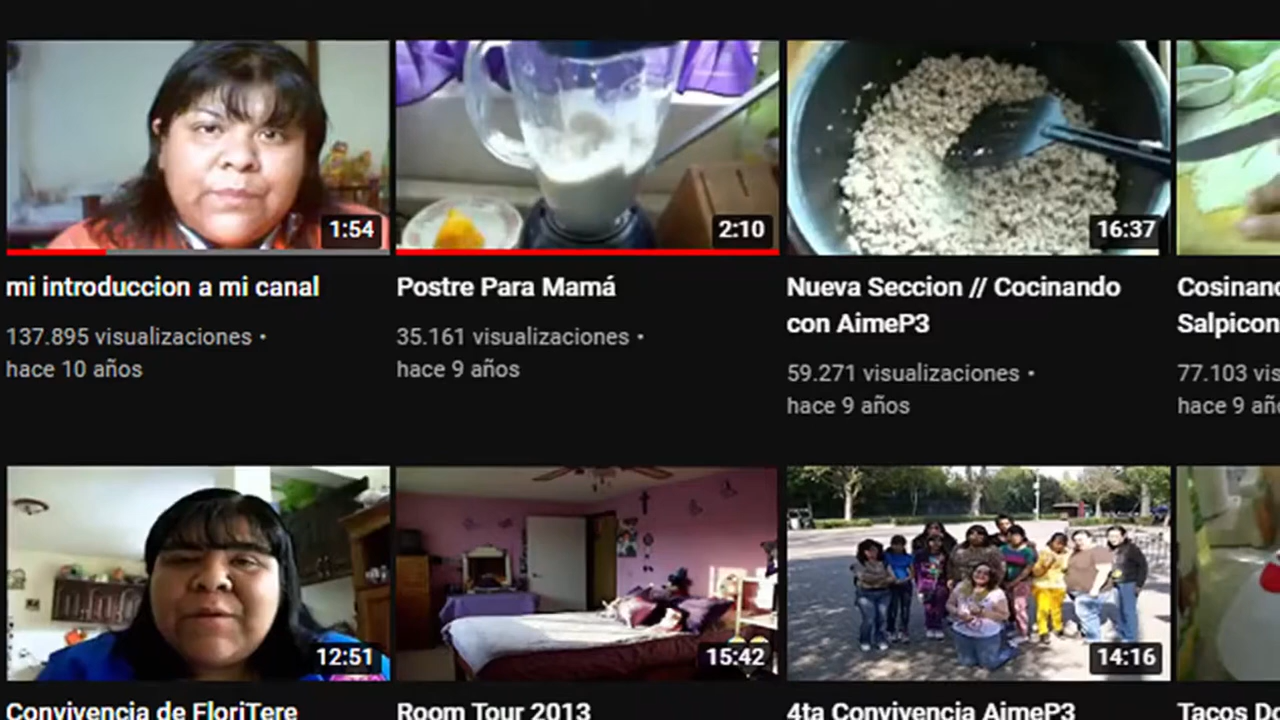 1:54
2:10
16:37
mi introduccion a mi canal
Postre Para Mamá
Nueva Seccion // Cocinando
con AimeP3
Salpicon
137.895 visualizaciones •
hace 10 años
35.161 visualizaciones •
hace 9 años
59.271 visualizaciones •
hace 9 años
77.103
hace 9
12:51
15:42
14:16
Convivencia de FloriTere
Room Tour 2013
4ta Convivencia AimeP3
Tacos